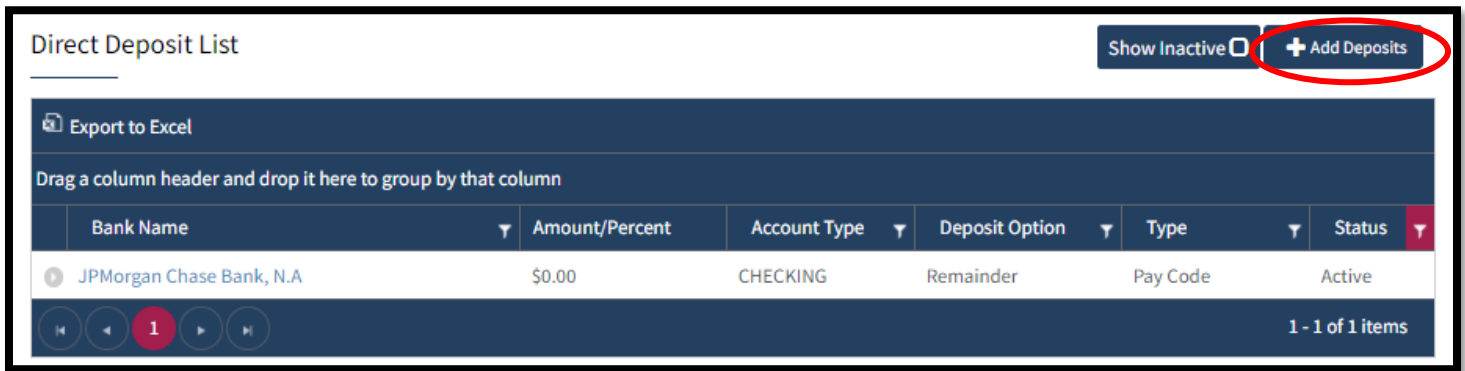 Direct Deposit List
Show Inactive
Add Deposits
Export to Excel
Drag a column header and drop it here to group by that column
Bank Name Amount/Percent Account Type Deposit Option Type Status
JPMorgan Chase Bank, N.A $0.00 CHECKING Remainder Pay Code Active
1 1 - 1 of 1 items